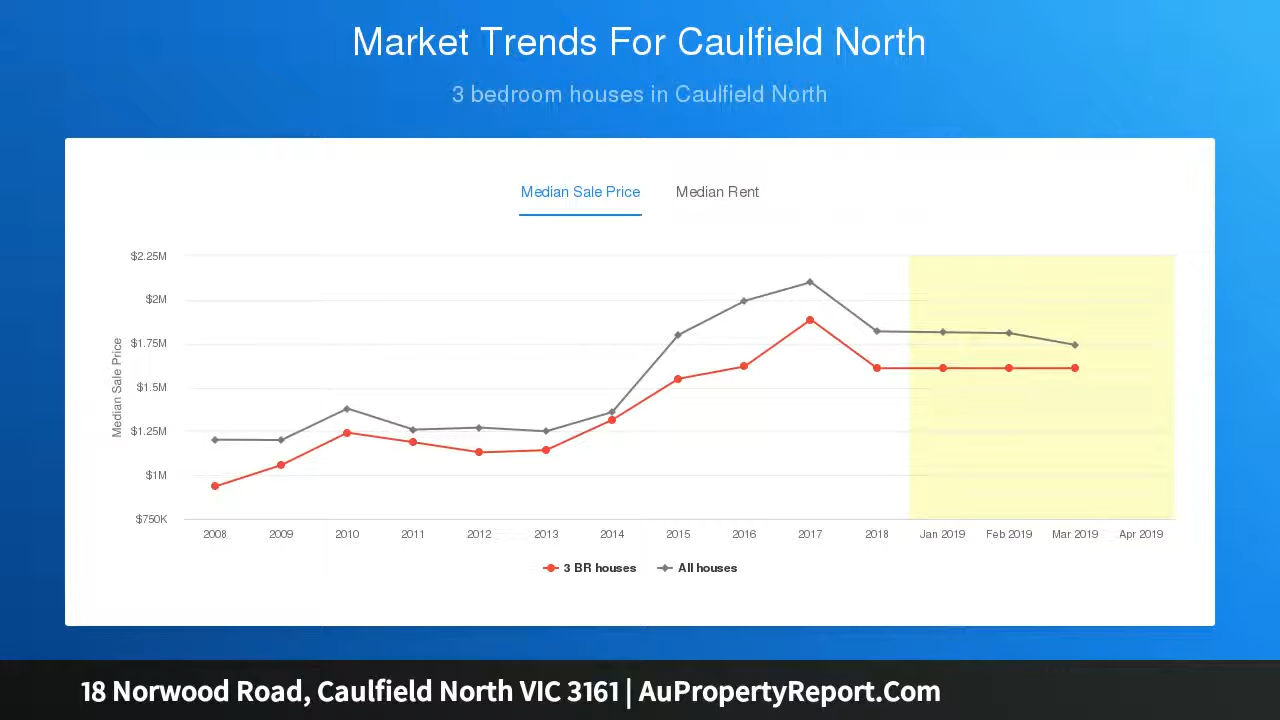 Market Trends For Caulfield North
3 bedroom houses in Caulfield North
Median Sale Price Median Rent
Median Sale Price
$2.25M
$2M
$1.75M
$1.5M
$1.25M
$1M
$750K
2008 2009 2010 2011 2012 2013 2014 2015 2016 2017 2018 Jan 2019 Feb 2019 Mar 2019 Apr 2019
3 BR houses All houses
18 Norwood Road, Caulfield North VIC 3161 | AuPropertyReport.Com